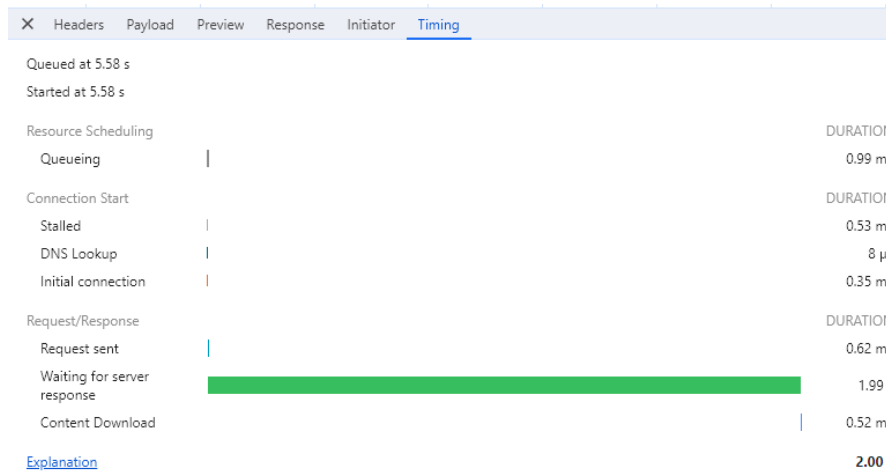 Headers Payload Preview Response Initiator Timing
Queued at 5.58 s
Started at 5.58 s
Resource Scheduling DURATION
Queueing 0.99 m
Connection Start DURATION
Stalled 0.53 m
DNS Lookup 8 µ
Initial connection 0.35 m
Request/Response DURATION
Request sent 0.62 m
Waiting for server
response 1.99
Content Download 0.52 m
Explanation 2.00